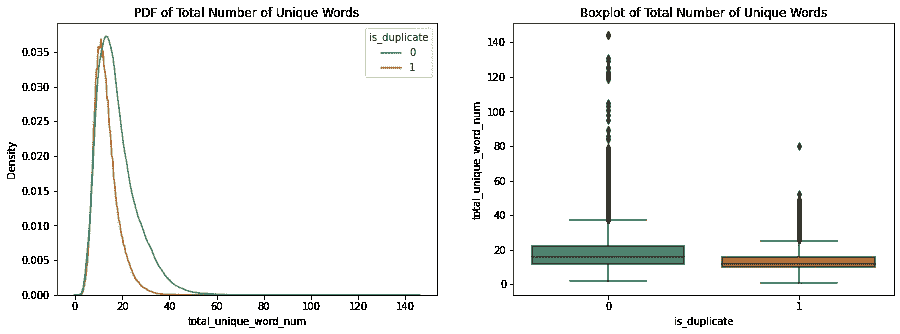 PDF of Total Number of Unique Words
Density
0.035
0.030
0.025
0.020
0.015
0.010
0.005
0.000
0 20 40 60 80 100 120 140
total_unique_word_num
is_duplicate
0
1
Boxplot of Total Number of Unique Words
total_unique_word_num
140
120
100
80
60
40
20
0
0 1
is_duplicate